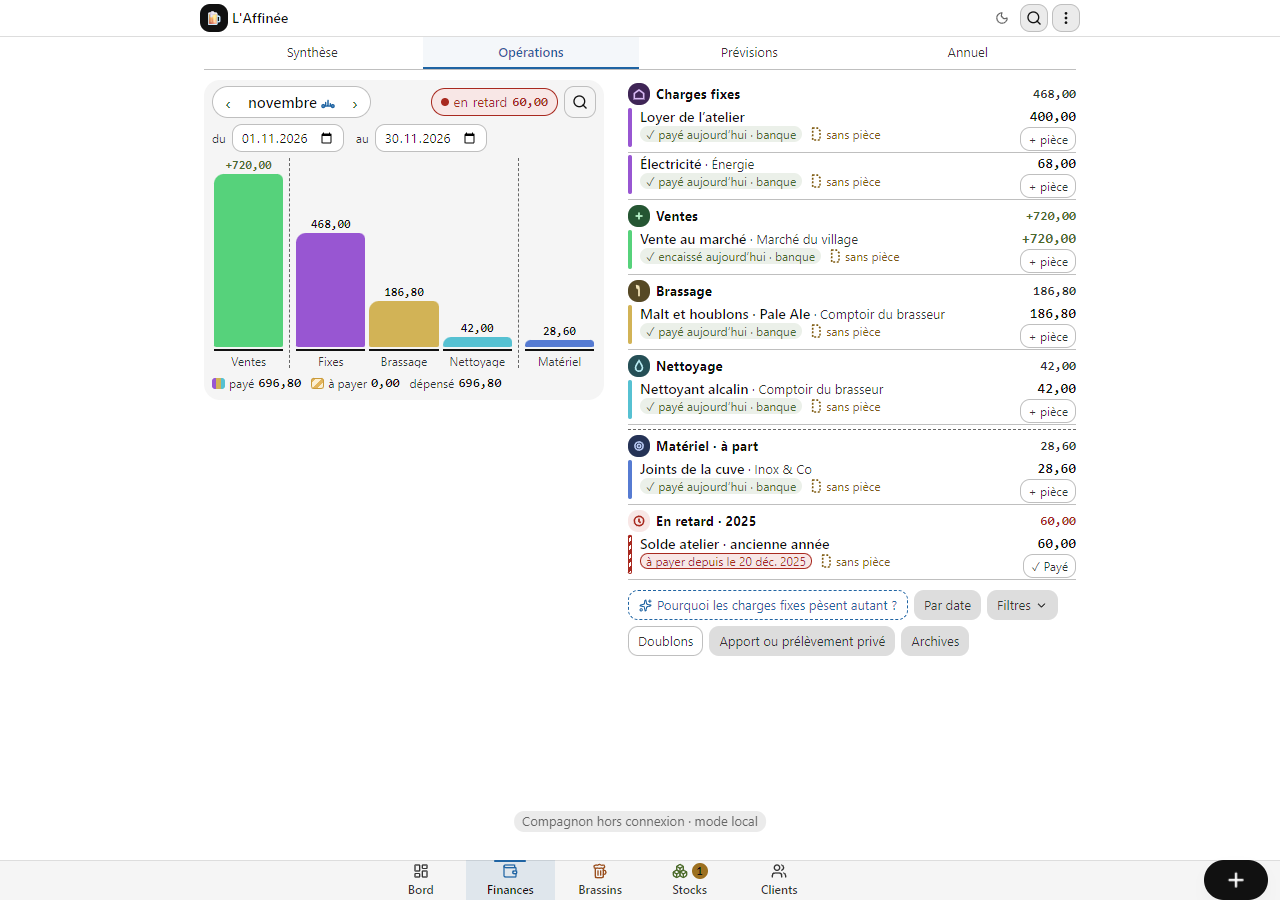 L'Affinée
Synthèse
Opérations
Prévisions
Annuel
‹ novembre ›
en retard 60,00
du 01.11.2026 au 30.11.2026
+720,00
468,00
186,80
42,00
28,60
Ventes
Fixes
Brassage
Nettoyage
Matériel
payé 696,80 à payer 0,00 dépensé 696,80
Charges fixes 468,00
Loyer de l'atelier 400,00
✓ payé aujourd'hui · banque sans pièce + pièce
Électricité · Énergie 68,00
✓ payé aujourd'hui · banque sans pièce + pièce
Ventes +720,00
Vente au marché · Marché du village +720,00
✓ encaissé aujourd'hui · banque sans pièce + pièce
Brassage 186,80
Malt et houblons · Pale Ale · Comptoir du brasseur 186,80
✓ payé aujourd'hui · banque sans pièce + pièce
Nettoyage 42,00
Nettoyant alcalin · Comptoir du brasseur 42,00
✓ payé aujourd'hui · banque sans pièce + pièce
Matériel · à part 28,60
Joints de la cuve · Inox & Co 28,60
✓ payé aujourd'hui · banque sans pièce + pièce
En retard · 2025 60,00
Solde atelier · ancienne année 60,00
à payer depuis le 20 déc. 2025 sans pièce ✓ Payé
Pourquoi les charges fixes pèsent autant ? Par date Filtres
Doublons Apport ou prélèvement privé Archives
Compagnon hors connexion · mode local
Bord
Finances
Brassins
Stocks 1
Clients
+